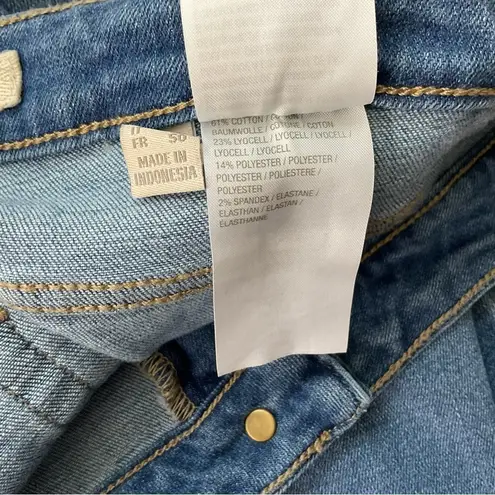 FR 50
MADE IN
INDONESIA
61% COTTON / COTON /
BAUMWOLLE / COTONE / COTON
23% LYOCELL / LYOCELL / LYOCELL /
LYOCELL / LYOCELL
14% POLYESTER / POLYESTER /
POLYESTER / POLIESTERE /
POLYESTER
2% SPANDEX / ELASTANE /
ELASTHAN / ELASTAN /
ELASTHANNE